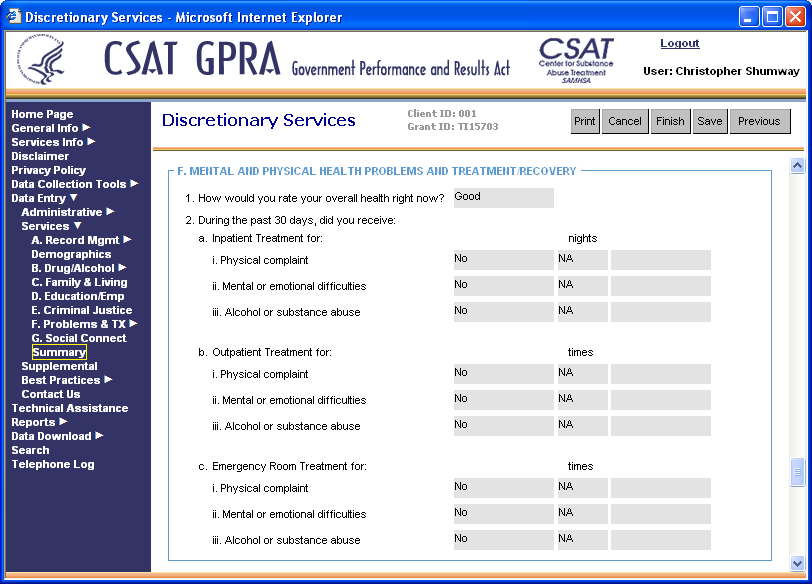 Discretionary Services - Microsoft Internet Explorer
CSAT GPRA Government Performance and Results Act
CSAT
Center for Substance
Abuse Treatment
SAMHSA
Logout
User: Christopher Shumway
Home Page
General Info
Services Info
Disclaimer
Privacy Policy
Data Collection Tools
Data Entry
Administrative
Services
A. Record Mgmt
Demographics
B. Drug/Alcohol
C. Family & Living
D. Education/Emp
E. Criminal Justice
F. Problems & TX
G. Social Connect
Summary
Supplemental
Best Practices
Contact Us
Technical Assistance
Reports
Data Download
Search
Telephone Log
Discretionary Services
Client ID: 001
Grant ID: TI15703
Print Cancel Finish Save Previous
F. MENTAL AND PHYSICAL HEALTH PROBLEMS AND TREATMENT/RECOVERY
1. How would you rate your overall health right now? Good
2. During the past 30 days, did you receive:
a. Inpatient Treatment for: nights
i. Physical complaint No NA
ii. Mental or emotional difficulties No NA
iii. Alcohol or substance abuse No NA
b. Outpatient Treatment for: times
i. Physical complaint No NA
ii. Mental or emotional difficulties No NA
iii. Alcohol or substance abuse No NA
c. Emergency Room Treatment for: times
i. Physical complaint No NA
ii. Mental or emotional difficulties No NA
iii. Alcohol or substance abuse No NA